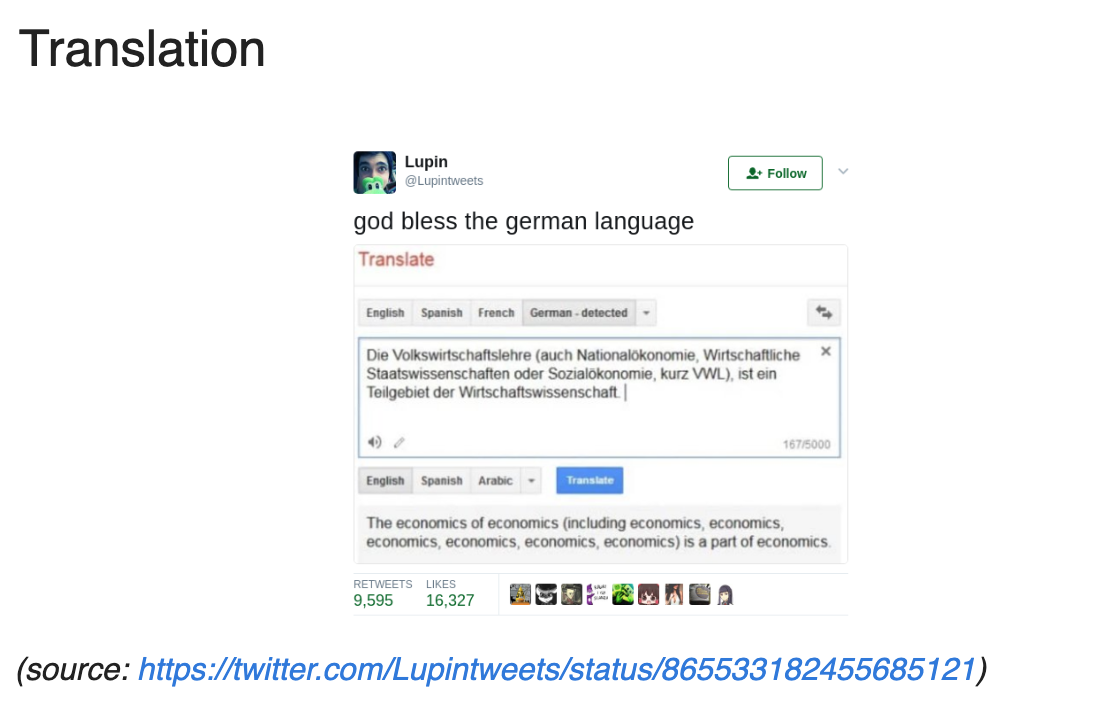 Translation
Lupin
@Lupintweets
Follow
god bless the german language
Translate
English Spanish French German - detected
Die Volkswirtschaftslehre (auch Nationalökonomie, Wirtschaftliche
Staatswissenschaften oder Sozialökonomie, kurz VWL), ist ein
Teilgebiet der Wirtschaftswissenschaft.
167/5000
English Spanish Arabic Translate
The economics of economics (including economics, economics,
economics, economics, economics, economics) is a part of economics.
RETWEETS LIKES
9,595 16,327
(source: https://twitter.com/Lupintweets/status/865533182455685121)